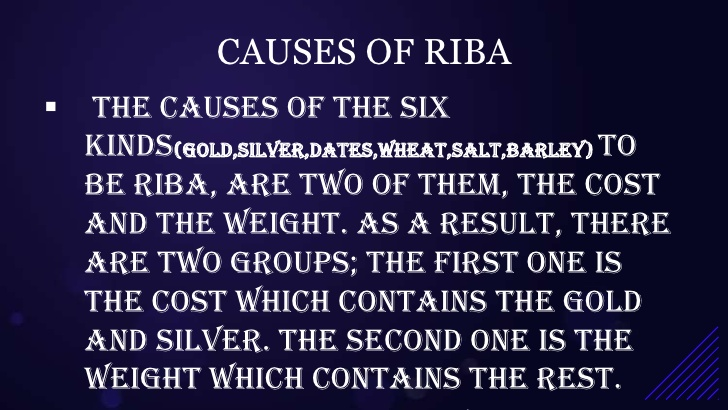 CAUSES OF RIBA
▪ THE CAUSES OF THE SIX
KINDS(GOLD,SILVER,DATES,WHEAT,SALT,BARLEY) TO
BE RIBA, ARE TWO OF THEM, THE COST
AND THE WEIGHT. AS A RESULT, THERE
ARE TWO GROUPS; THE FIRST ONE IS
THE COST WHICH CONTAINS THE GOLD
AND SILVER. THE SECOND ONE IS THE
WEIGHT WHICH CONTAINS THE REST.